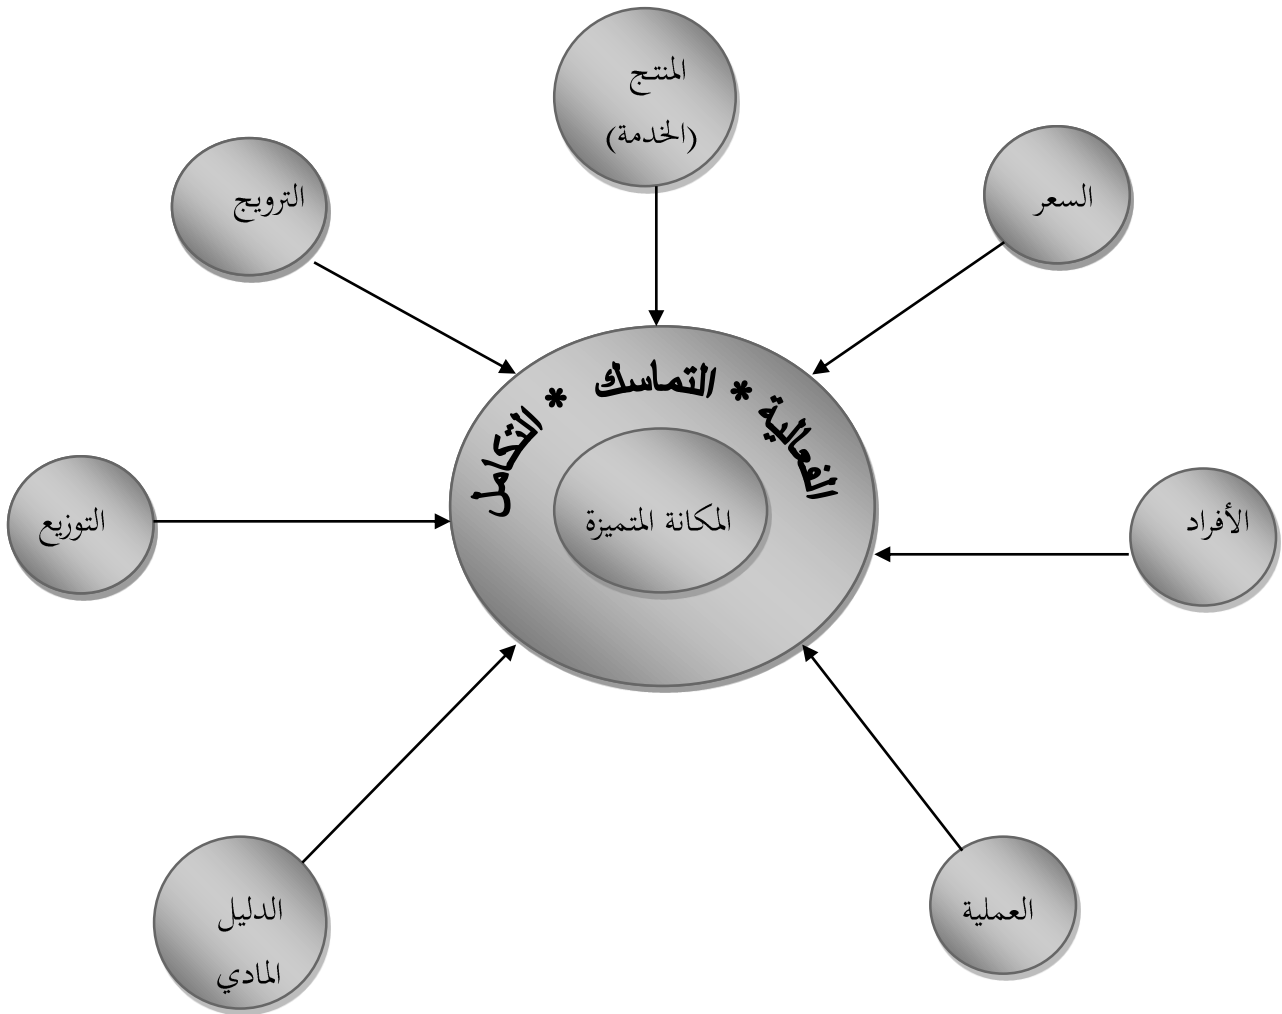 المنتج
(الخدمة)
السعر
الترويج
الفعالية * التماسك * التكامل
المكانة المتميزة
التوزيع
الأفراد
العملية
الدليل
المادي